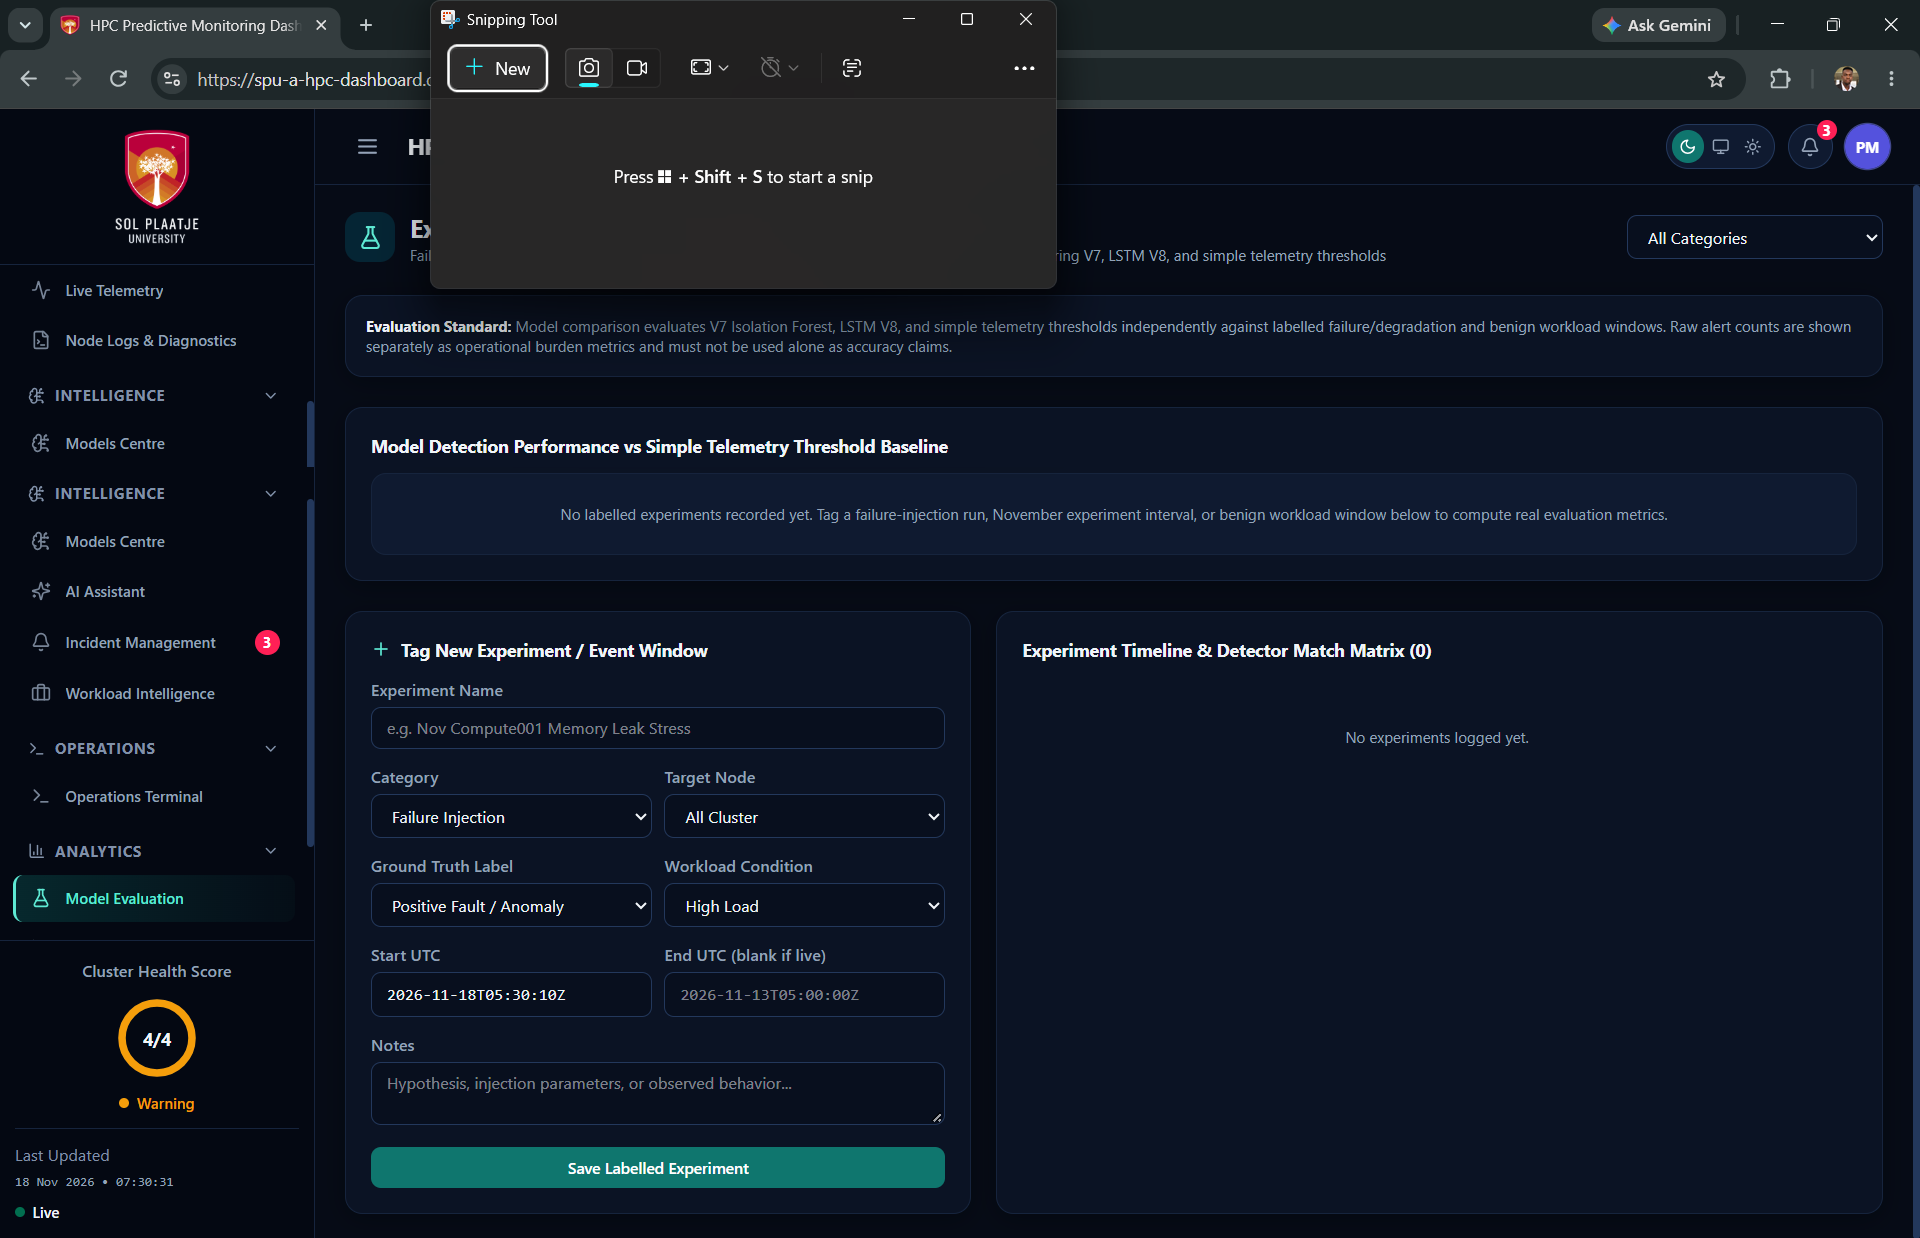 HPC Predictive Monitoring Dash
Snipping Tool
Ask Gemini
https://spu-a-hpc-dashboard.c
New
Press + Shift + S to start a snip
SOL PLAATJE
UNIVERSITY
Live Telemetry
Node Logs & Diagnostics
INTELLIGENCE
Models Centre
INTELLIGENCE
Models Centre
AI Assistant
Incident Management 3
Workload Intelligence
OPERATIONS
Operations Terminal
ANALYTICS
Model Evaluation
Cluster Health Score
4/4
Warning
Last Updated
18 Nov 2026 • 07:30:31
Live
3
PM
ring V7, LSTM V8, and simple telemetry thresholds
All Categories
Evaluation Standard: Model comparison evaluates V7 Isolation Forest, LSTM V8, and simple telemetry thresholds independently against labelled failure/degradation and benign workload windows. Raw alert counts are shown
separately as operational burden metrics and must not be used alone as accuracy claims.
Model Detection Performance vs Simple Telemetry Threshold Baseline
No labelled experiments recorded yet. Tag a failure-injection run, November experiment interval, or benign workload window below to compute real evaluation metrics.
+ Tag New Experiment / Event Window
Experiment Name
e.g. Nov Compute001 Memory Leak Stress
Category
Target Node
Failure Injection
All Cluster
Ground Truth Label
Workload Condition
Positive Fault / Anomaly
High Load
Start UTC
End UTC (blank if live)
2026-11-18T05:30:10Z
2026-11-13T05:00:00Z
Notes
Hypothesis, injection parameters, or observed behavior...
Save Labelled Experiment
Experiment Timeline & Detector Match Matrix (0)
No experiments logged yet.